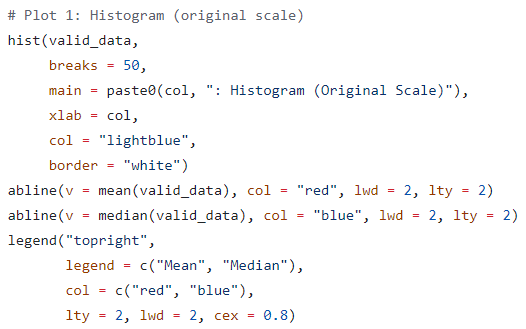 # Plot 1: Histogram (original scale)
hist(valid_data,
     breaks = 50,
     main = paste0(col, ": Histogram (Original Scale)"),
     xlab = col,
     col = "lightblue",
     border = "white")
abline(v = mean(valid_data), col = "red", lwd = 2, lty = 2)
abline(v = median(valid_data), col = "blue", lwd = 2, lty = 2)
legend("topright",
       legend = c("Mean", "Median"),
       col = c("red", "blue"),
       lty = 2, lwd = 2, cex = 0.8)